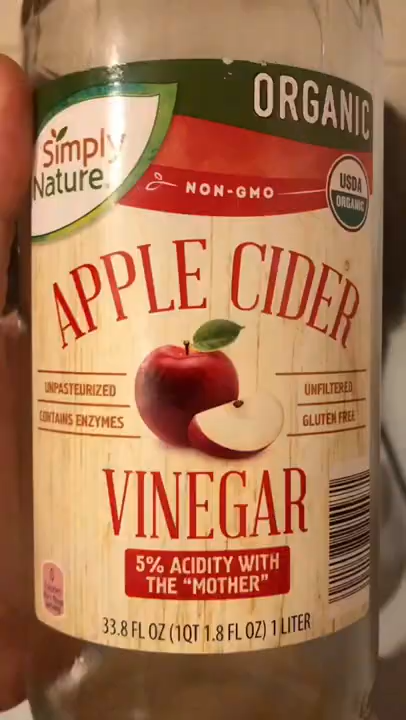 ORGANIC
Simply
Nature
NON-GMO
USDA
ORGANIC
APPLE CIDER
UNPASTEURIZED
CONTAINS ENZYMES
UNFILTERED
GLUTEN FREE
VINEGAR
5% ACIDITY WITH
THE “MOTHER”
33.8 FL OZ (1QT 1.8 FL OZ) 1 LITER